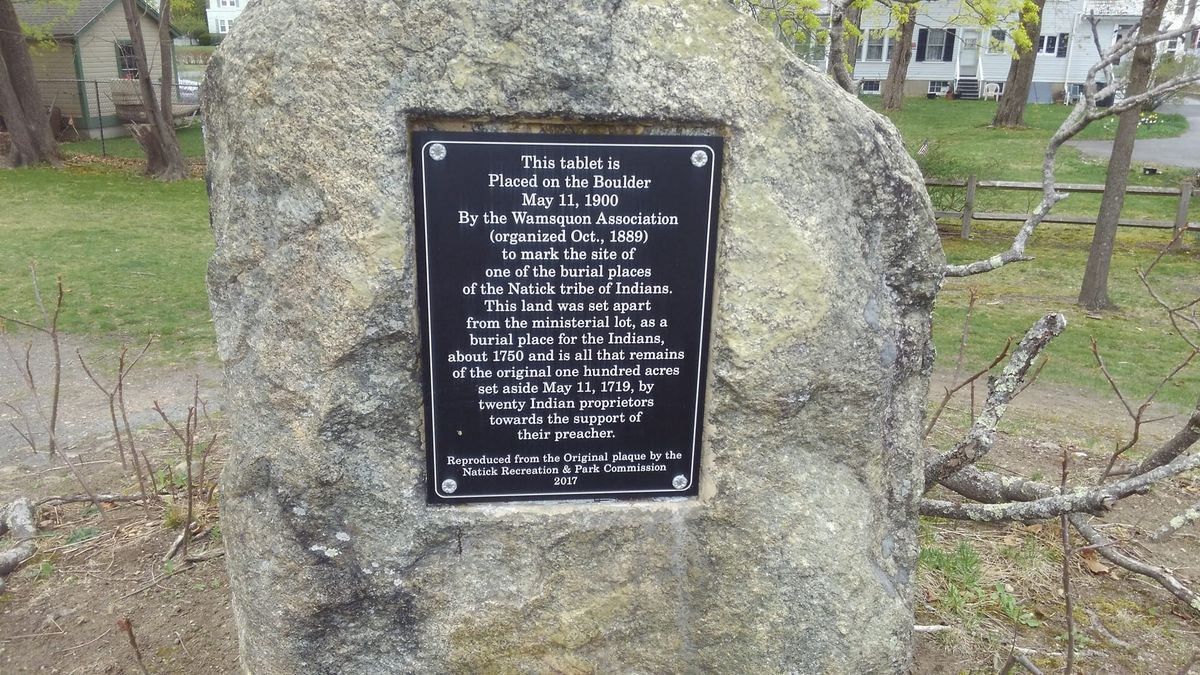 This tablet is
Placed on the Boulder
May 11, 1900
By the Wamsquon Association
(organized Oct., 1889)
to mark the site of
one of the burial places
of the Natick tribe of Indians.
This land was set apart
from the ministerial lot, as a
burial place for the Indians,
about 1750 and is all that remains
of the original one hundred acres
set aside May 11, 1719, by
twenty Indian proprietors
towards the support of
their preacher.
Reproduced from the Original plaque by the
Natick Recreation & Park Commission
2017